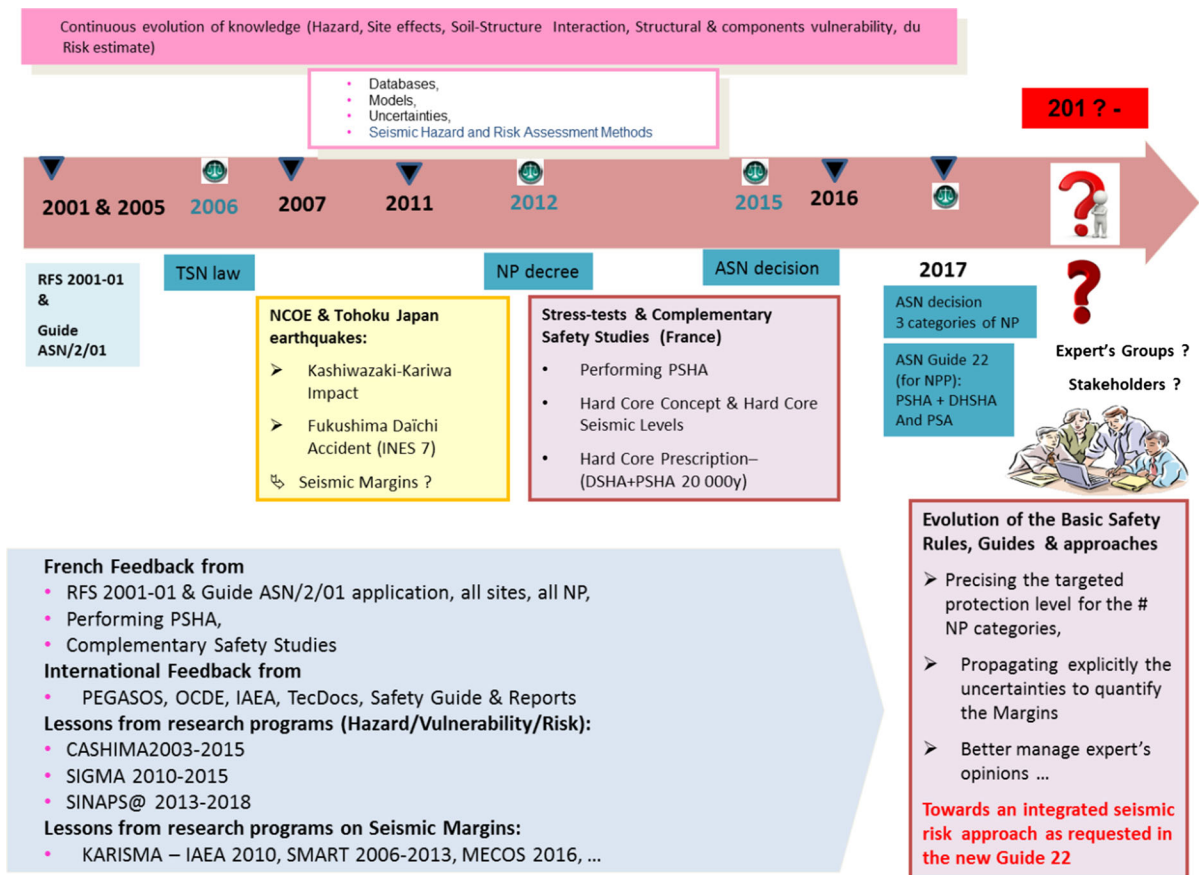 Continuous evolution of knowledge (Hazard, Site effects, Soil-Structure Interaction, Structural & components vulnerability, du
Risk estimate)
• Databases,
• Models,
• Uncertainties,
• Seismic Hazard and Risk Assessment Methods
201 ? -
2001 & 2005
2006
2007
2011
2012
2015
2016
2017
RFS 2001-01
&
Guide
ASN/2/01
TSN law
NP decree
ASN decision
NCOE & Tohoku Japan
earthquakes:
➢ Kashiwazaki-Kariwa
Impact
➢ Fukushima Daïchi
Accident (INES 7)
↳ Seismic Margins ?
Stress-tests & Complementary
Safety Studies (France)
• Performing PSHA
• Hard Core Concept & Hard Core
Seismic Levels
• Hard Core Prescription–
(DSHA+PSHA 20 000y)
ASN decision
3 categories of NP
ASN Guide 22
(for NPP):
PSHA + DHSHA
And PSA
Expert's Groups ?
Stakeholders ?
French Feedback from
• RFS 2001-01 & Guide ASN/2/01 application, all sites, all NP,
• Performing PSHA,
• Complementary Safety Studies
International Feedback from
• PEGASOS, OCDE, IAEA, TecDocs, Safety Guide & Reports
Lessons from research programs (Hazard/Vulnerability/Risk):
• CASHIMA2003-2015
• SIGMA 2010-2015
• SINAPS@ 2013-2018
Lessons from research programs on Seismic Margins:
• KARISMA – IAEA 2010, SMART 2006-2013, MECOS 2016, ...
Evolution of the Basic Safety
Rules, Guides & approaches
➢ Precising the targeted
protection level for the #
NP categories,
➢ Propagating explicitly the
uncertainties to quantify
the Margins
➢ Better manage expert's
opinions ...
Towards an integrated seismic
risk approach as requested in
the new Guide 22